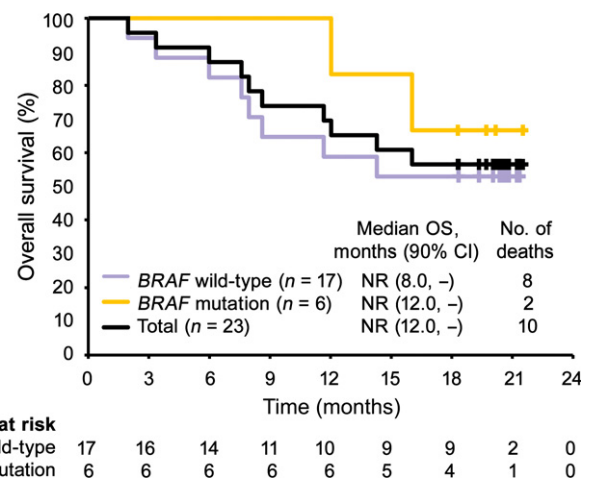 100
90
80
70
60
50
40
30
20
10
0
Overall survival (%)
Median OS, No. of
months (90% CI) deaths
BRAF wild-type (n = 17) NR (8.0, –) 8
BRAF mutation (n = 6) NR (12.0, –) 2
Total (n = 23) NR (12.0, –) 10
0 3 6 9 12 15 18 21 24
Time (months)
at risk
ld-type 17 16 14 11 10 9 9 2 0
utation 6 6 6 6 6 5 4 1 0